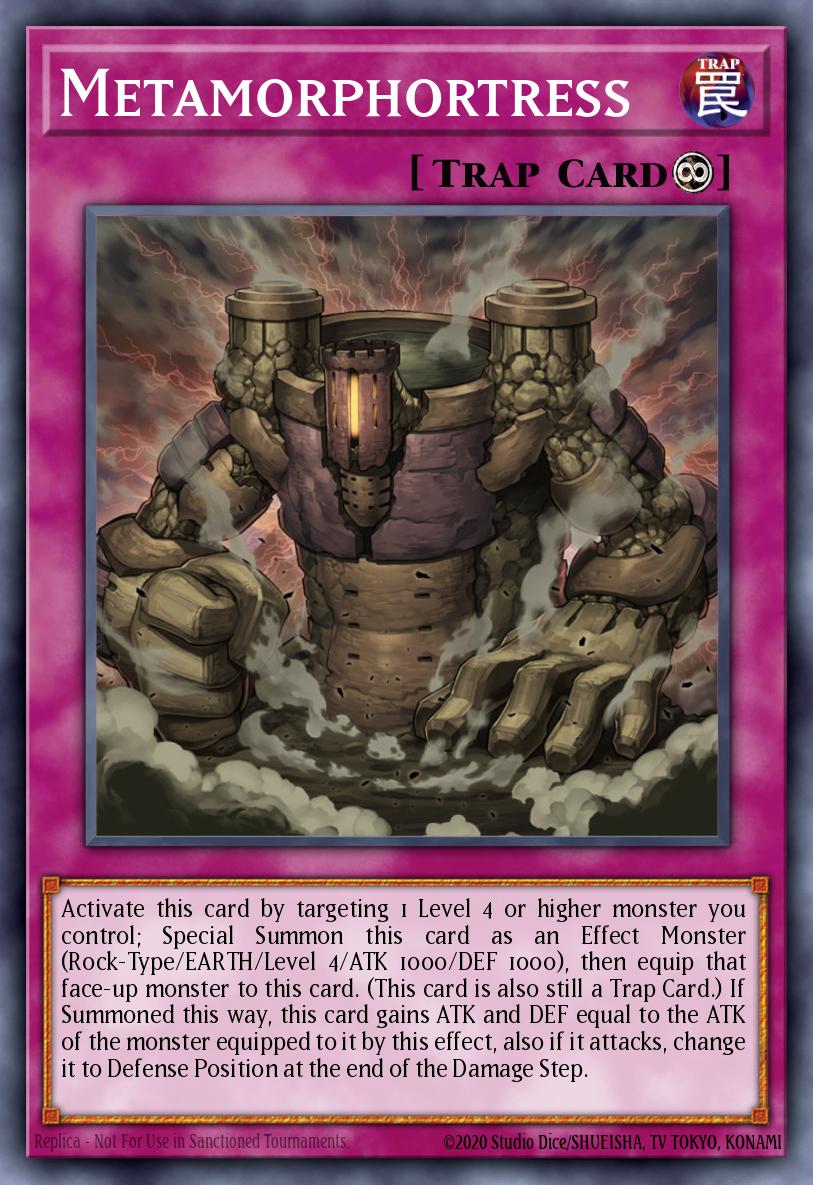 Metamorphortress
TRAP
罠
[Trap Card♾]
Activate this card by targeting 1 Level 4 or higher monster you
control; Special Summon this card as an Effect Monster
(Rock-Type/EARTH/Level 4/ATK 1000/DEF 1000), then equip that
face-up monster to this card. (This card is also still a Trap Card.) If
Summoned this way, this card gains ATK and DEF equal to the ATK
of the monster equipped to it by this effect, also if it attacks, change
it to Defense Position at the end of the Damage Step.
Replica - Not For Use in Sanctioned Tournaments.
©2020 Studio Dice/SHUEISHA, TV TOKYO, KONAMI